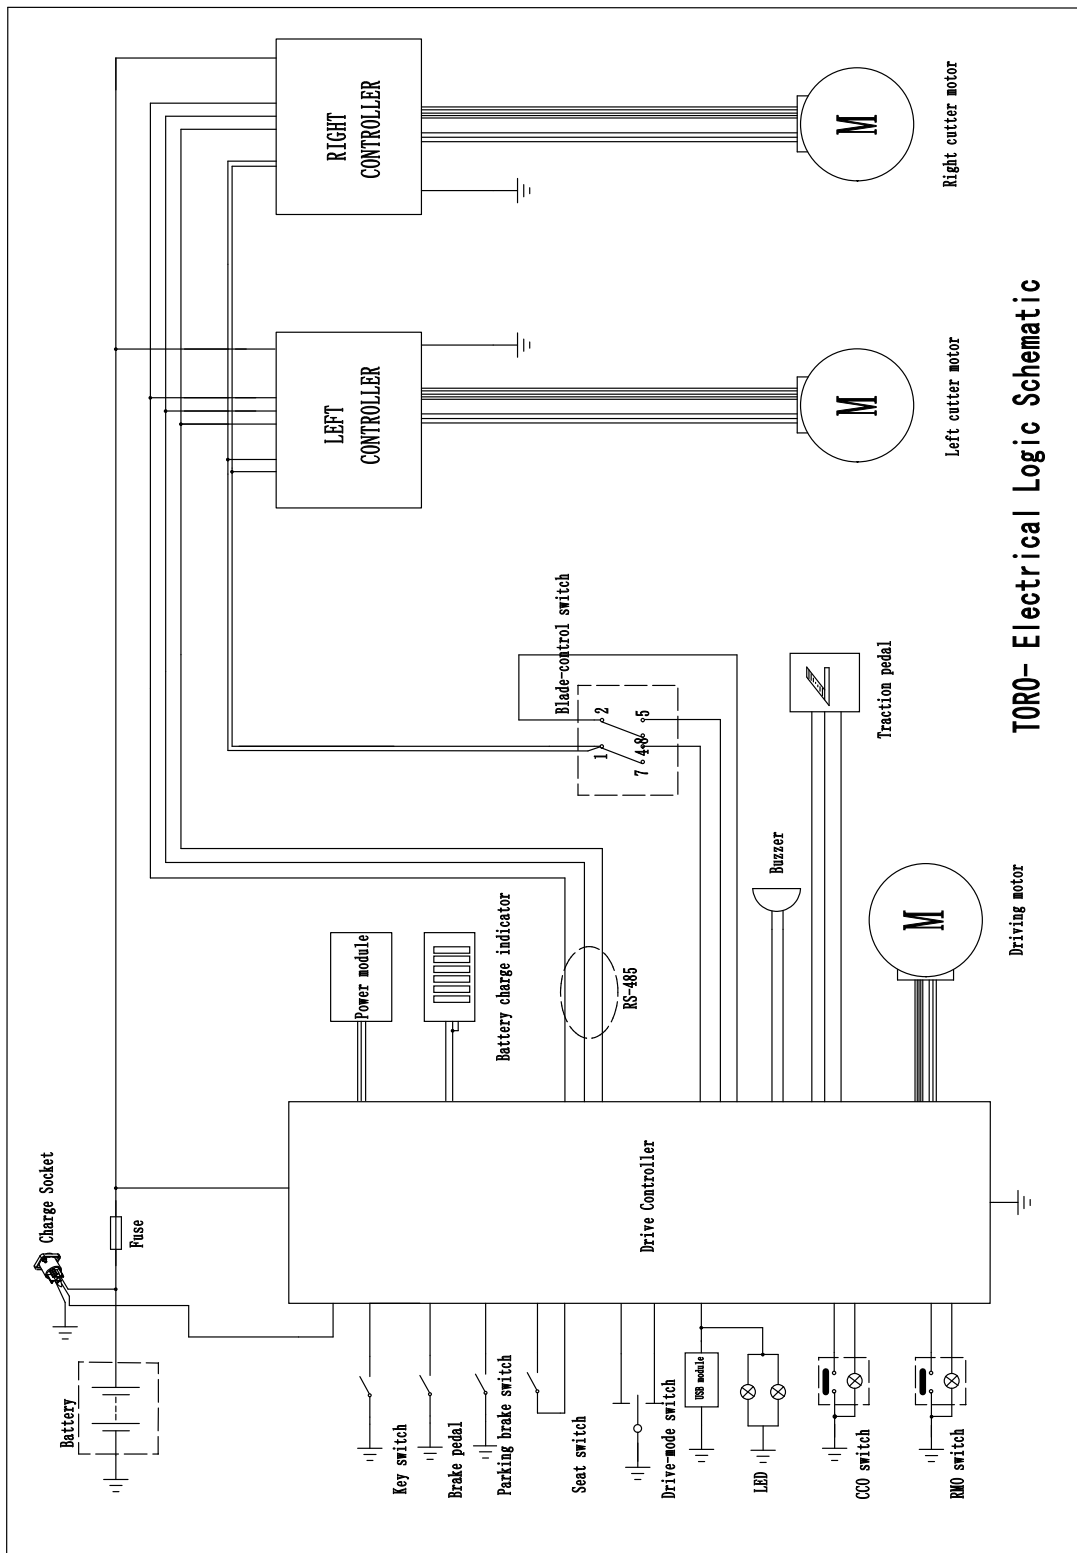 TORO- Electrical Logic Schematic
Battery
Charge Socket
Fuse
Power module
Battery charge indicator
RS-485
Blade-control switch
1
2
7
4
8
5
LEFT
CONTROLLER
RIGHT
CONTROLLER
M
Right cutter motor
M
Left cutter motor
Traction pedal
Buzzer
M
Driving motor
Drive Controller
Key switch
Brake pedal
Parking brake switch
Seat switch
Drive-mode switch
USB module
LED
CCO switch
RMO switch